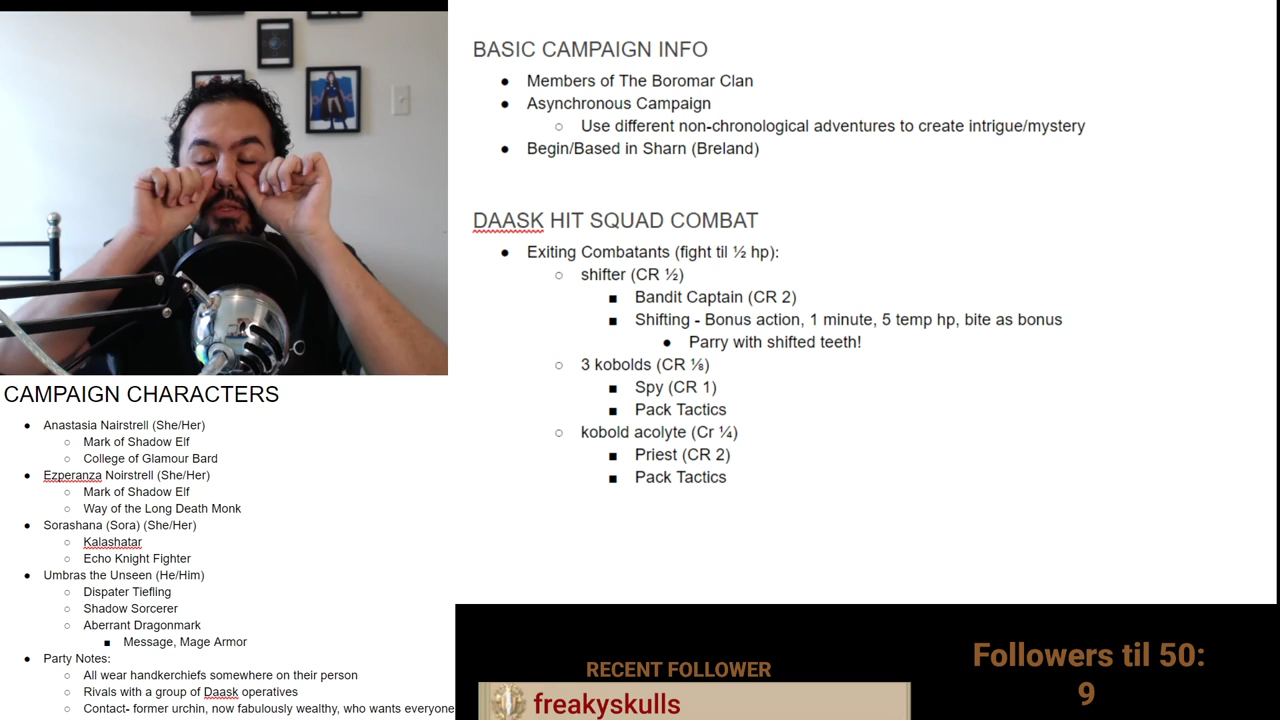 BASIC CAMPAIGN INFO
● Members of The Boromar Clan
● Asynchronous Campaign
○ Use different non-chronological adventures to create intrigue/mystery
● Begin/Based in Sharn (Breland)
DAASK HIT SQUAD COMBAT
● Exiting Combatants (fight til ½ hp):
○ shifter (CR ½)
■ Bandit Captain (CR 2)
■ Shifting - Bonus action, 1 minute, 5 temp hp, bite as bonus
● Parry with shifted teeth!
○ 3 kobolds (CR ⅛)
■ Spy (CR 1)
■ Pack Tactics
○ kobold acolyte (Cr ¼)
■ Priest (CR 2)
■ Pack Tactics
CAMPAIGN CHARACTERS
● Anastasia Nairstrell (She/Her)
○ Mark of Shadow Elf
○ College of Glamour Bard
● Ezperanza Noirstrell (She/Her)
○ Mark of Shadow Elf
○ Way of the Long Death Monk
● Sorashana (Sora) (She/Her)
○ Kalashatar
○ Echo Knight Fighter
● Umbras the Unseen (He/Him)
○ Dispater Tiefling
○ Shadow Sorcerer
○ Aberrant Dragonmark
■ Message, Mage Armor
● Party Notes:
○ All wear handkerchiefs somewhere on their person
○ Rivals with a group of Daask operatives
○ Contact- former urchin, now fabulously wealthy, who wants everyone
RECENT FOLLOWER
freakyskulls
Followers til 50:
9